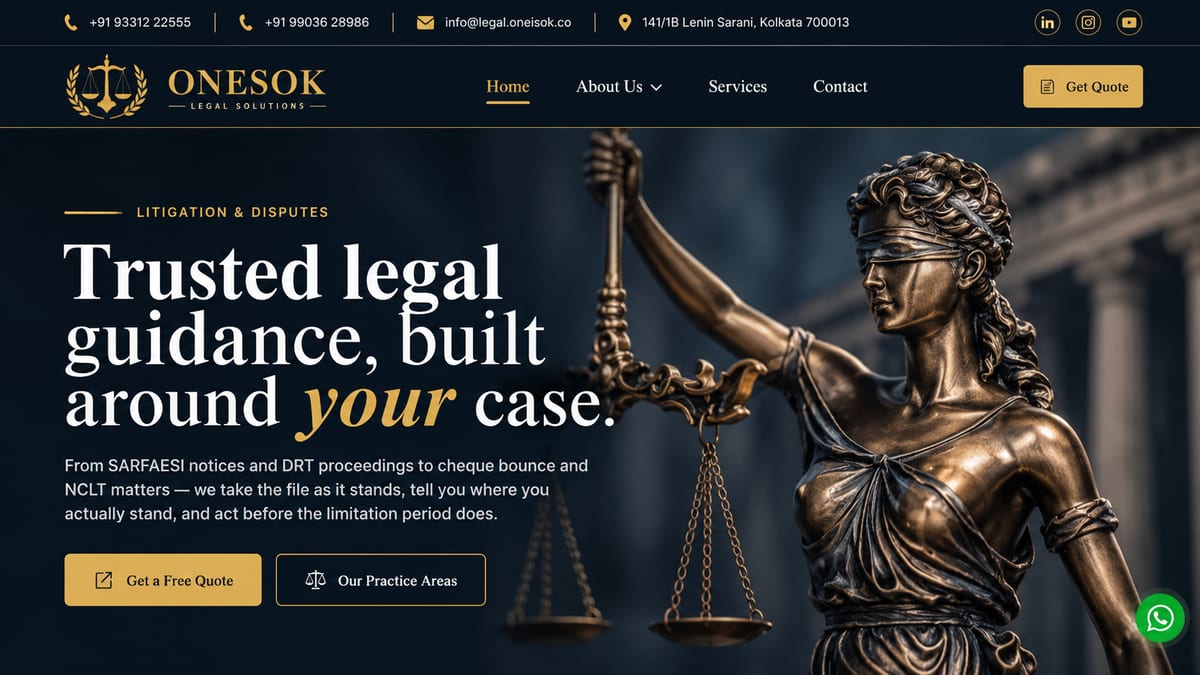 +91 93312 22555
+91 99036 28986
info@legal.oneisok.co
141/1B Lenin Sarani, Kolkata 700013
in
ONESOK
LEGAL SOLUTIONS
Home
About Us
Services
Contact
Get Quote
LITIGATION & DISPUTES
Trusted legal
guidance, built
around your case.
From SARFAESI notices and DRT proceedings to cheque bounce and
NCLT matters — we take the file as it stands, tell you where you
actually stand, and act before the limitation period does.
Get a Free Quote
Our Practice Areas